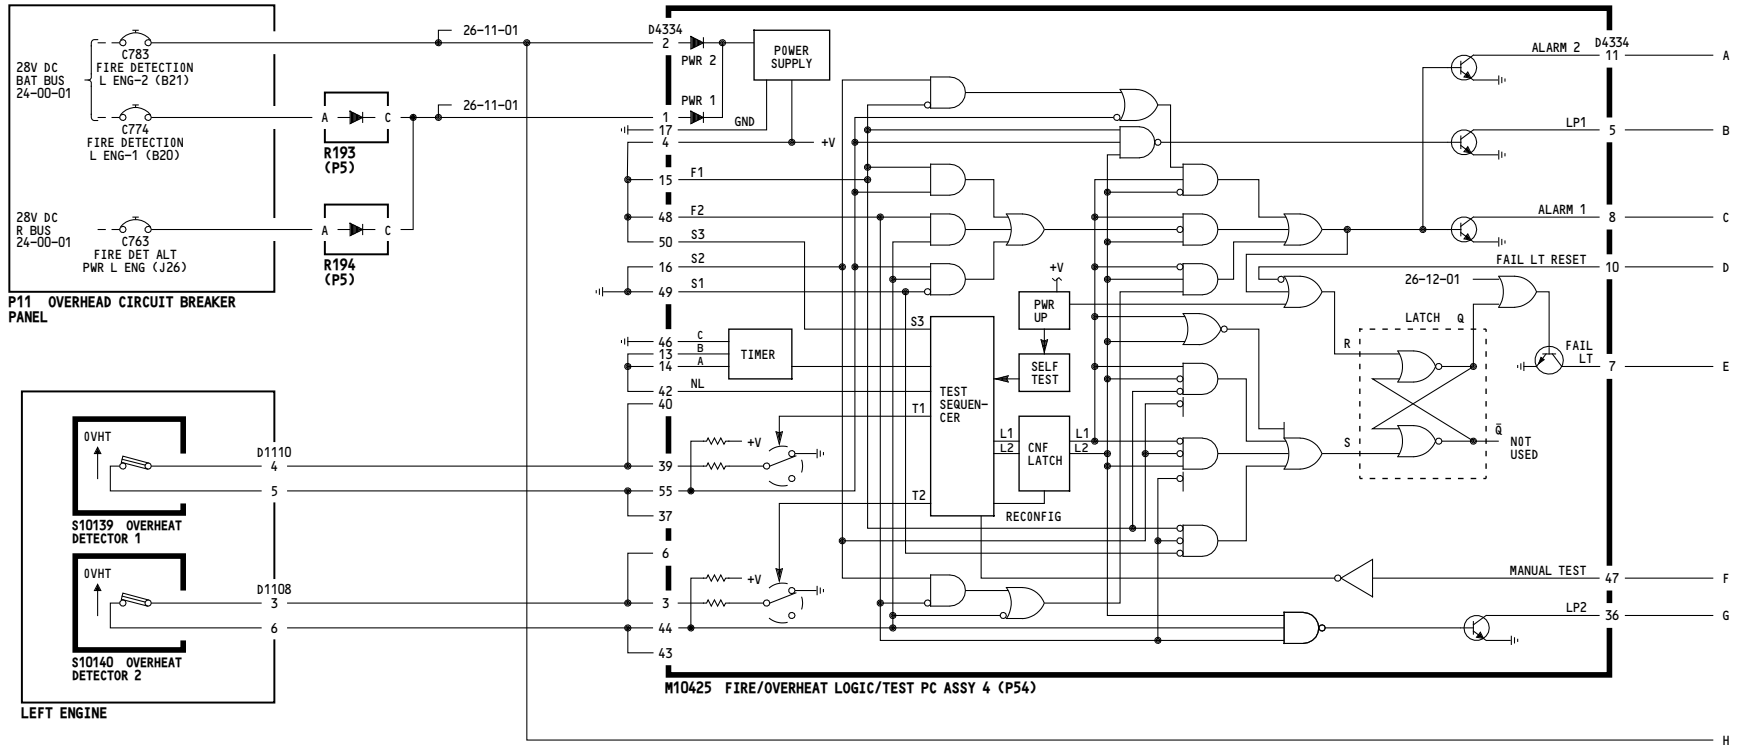 28V DC
BAT BUS
24-00-01
C783
FIRE DETECTION
L ENG-2 (B21)
C774
FIRE DETECTION
L ENG-1 (B20)
28V DC
R BUS
24-00-01
C763
FIRE DET ALT
PWR L ENG (J26)
P11 OVERHEAD CIRCUIT BREAKER
PANEL
A C
R193
(P5)
A C
R194
(P5)
26-11-01
26-11-01
OVHT
S10139 OVERHEAT
DETECTOR 1
D1110
4
5
OVHT
S10140 OVERHEAT
DETECTOR 2
D1108
3
6
LEFT ENGINE
D4334
2
PWR 2
1
PWR 1
17
GND
4
+V
15 F1
48 F2
50 S3
16 S2
49 S1
46 C
13 B
14 A
42 NL
40
39
55
37
6
3
44
43
POWER
SUPPLY
TIMER
+V
+V
S3
T1
T2
TEST
SEQUEN-
CER
L1
L2
RECONFIG
+V
PWR
UP
SELF
TEST
CNF
LATCH
L1
L2
R
S
LATCH
Q
Q̄
NOT
USED
26-12-01
FAIL
LT
D4334
ALARM 2 11 A
LP1 5 B
ALARM 1 8 C
FAIL LT RESET 10 D
7 E
MANUAL TEST 47 F
LP2 36 G
H
M10425 FIRE/OVERHEAT LOGIC/TEST PC ASSY 4 (P54)